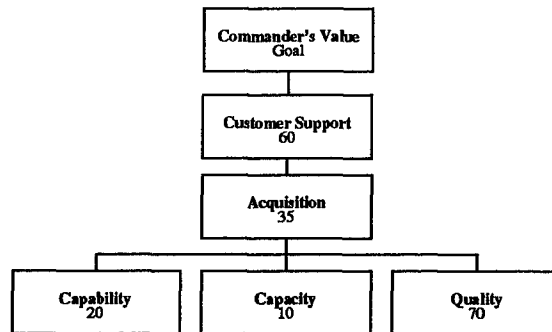 Commander's Value
Goal
Customer Support
60
Acquisition
35
Capability
20
Capacity
10
Quality
70